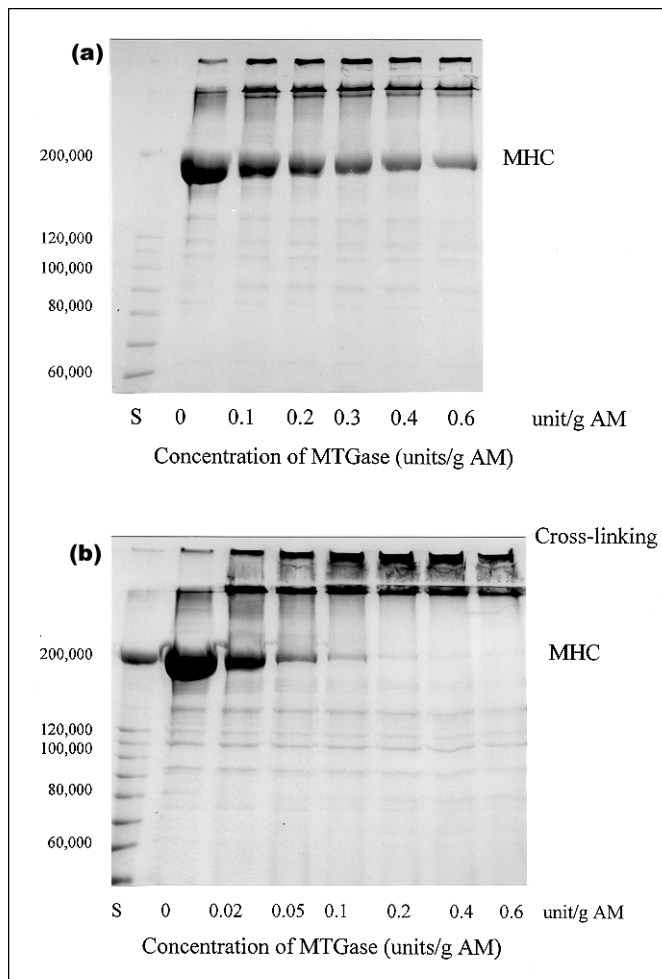 (a)
200,000
MHC
120,000
100,000
80,000
60,000
S 0 0.1 0.2 0.3 0.4 0.6 unit/g AM
Concentration of MTGase (units/g AM)
Cross-linking
(b)
200,000
MHC
120,000
100,000
80,000
60,000
S 0 0.02 0.05 0.1 0.2 0.4 0.6 unit/g AM
Concentration of MTGase (units/g AM)